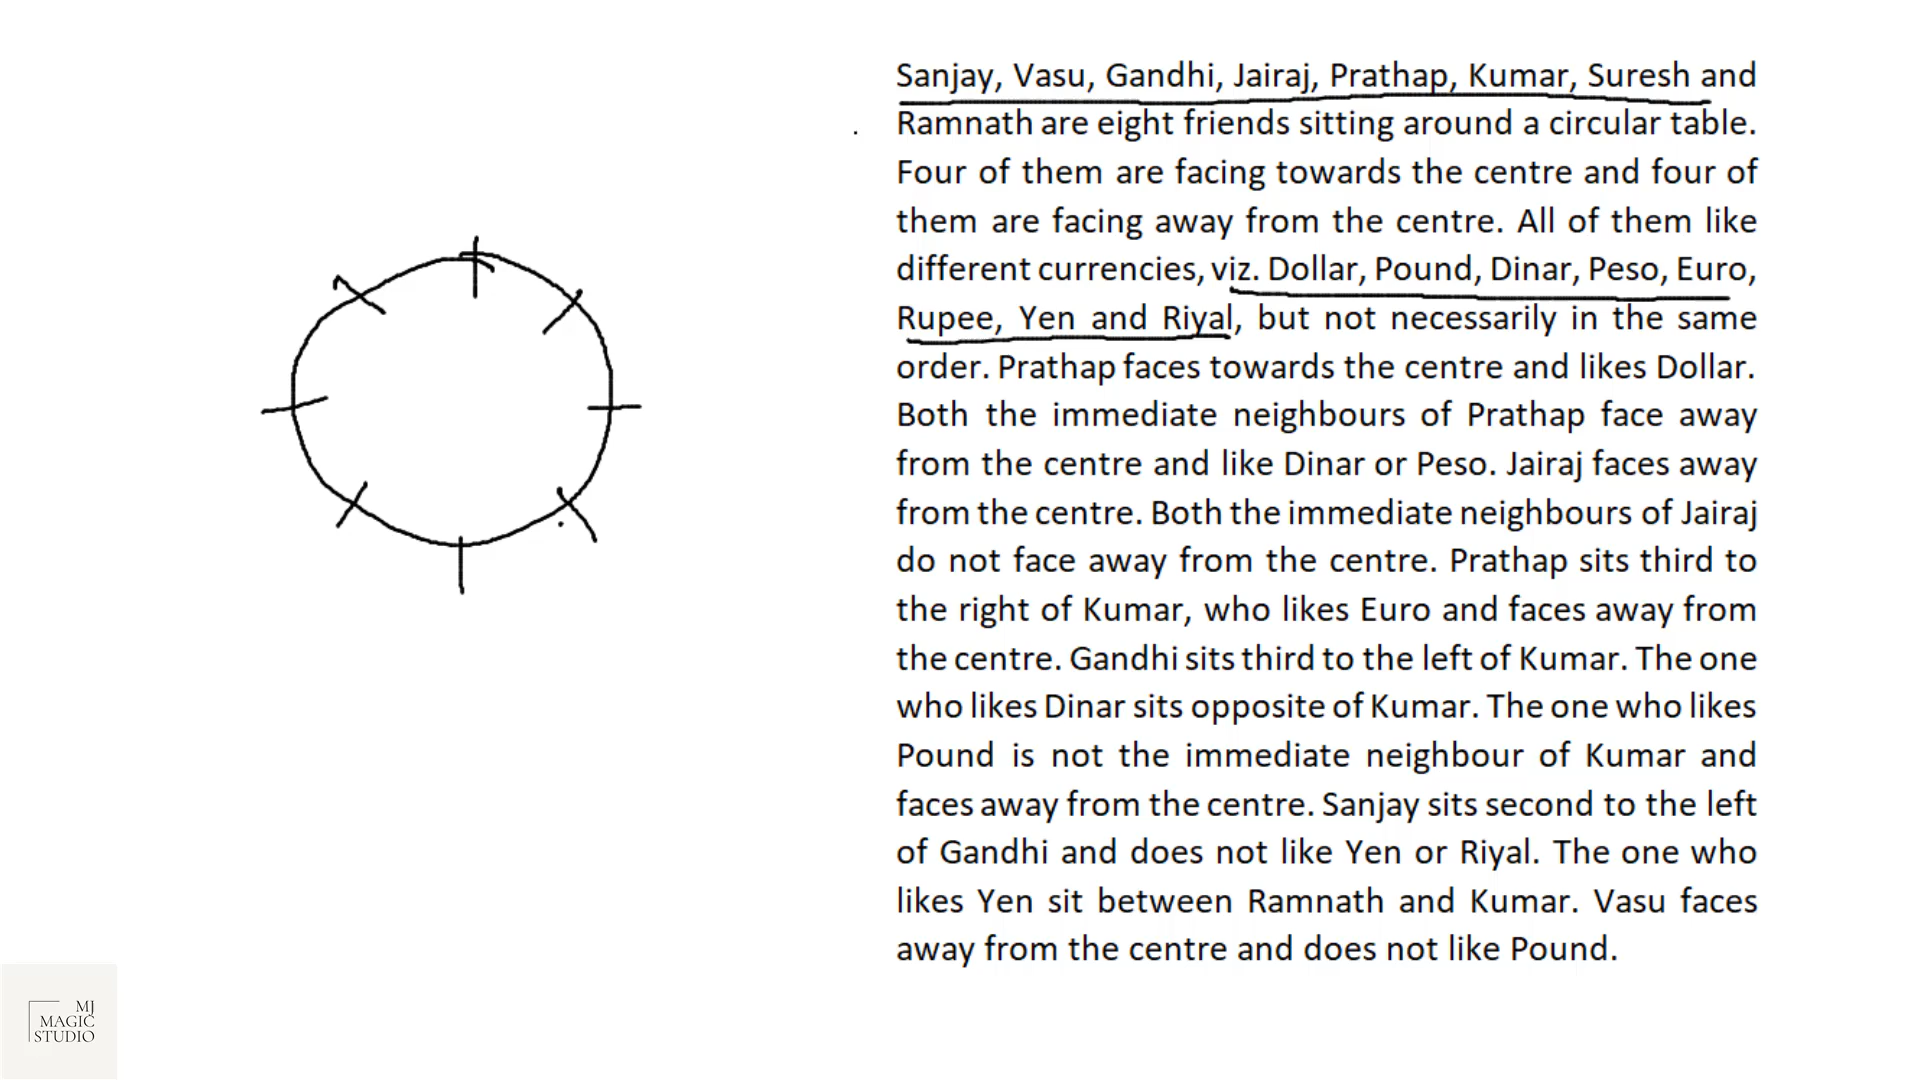 Sanjay, Vasu, Gandhi, Jairaj, Prathap, Kumar, Suresh and
Ramnath are eight friends sitting around a circular table.
Four of them are facing towards the centre and four of
them are facing away from the centre. All of them like
different currencies, viz. Dollar, Pound, Dinar, Peso, Euro,
Rupee, Yen and Riyal, but not necessarily in the same
order. Prathap faces towards the centre and likes Dollar.
Both the immediate neighbours of Prathap face away
from the centre and like Dinar or Peso. Jairaj faces away
from the centre. Both the immediate neighbours of Jairaj
do not face away from the centre. Prathap sits third to
the right of Kumar, who likes Euro and faces away from
the centre. Gandhi sits third to the left of Kumar. The one
who likes Dinar sits opposite of Kumar. The one who likes
Pound is not the immediate neighbour of Kumar and
faces away from the centre. Sanjay sits second to the left
of Gandhi and does not like Yen or Riyal. The one who
likes Yen sit between Ramnath and Kumar. Vasu faces
away from the centre and does not like Pound.
MJ
MAGIC
STUDIO